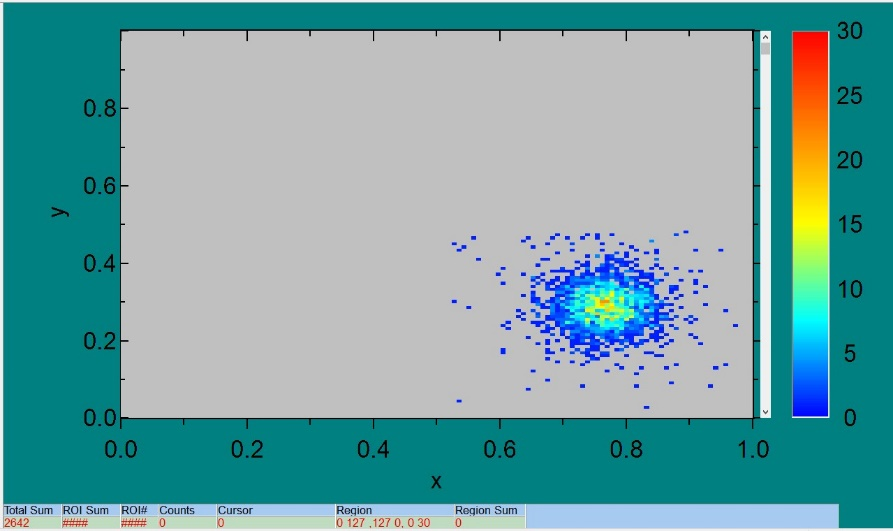 30
25
20
15
10
5
0
0.8
0.6
0.4
0.2
0.0
y
0.0 0.2 0.4 0.6 0.8 1.0
x
Total Sum ROI Sum ROI# Counts Cursor Region Region Sum
2642 #### #### 0 0 0 127 ,127 0, 0 30 0